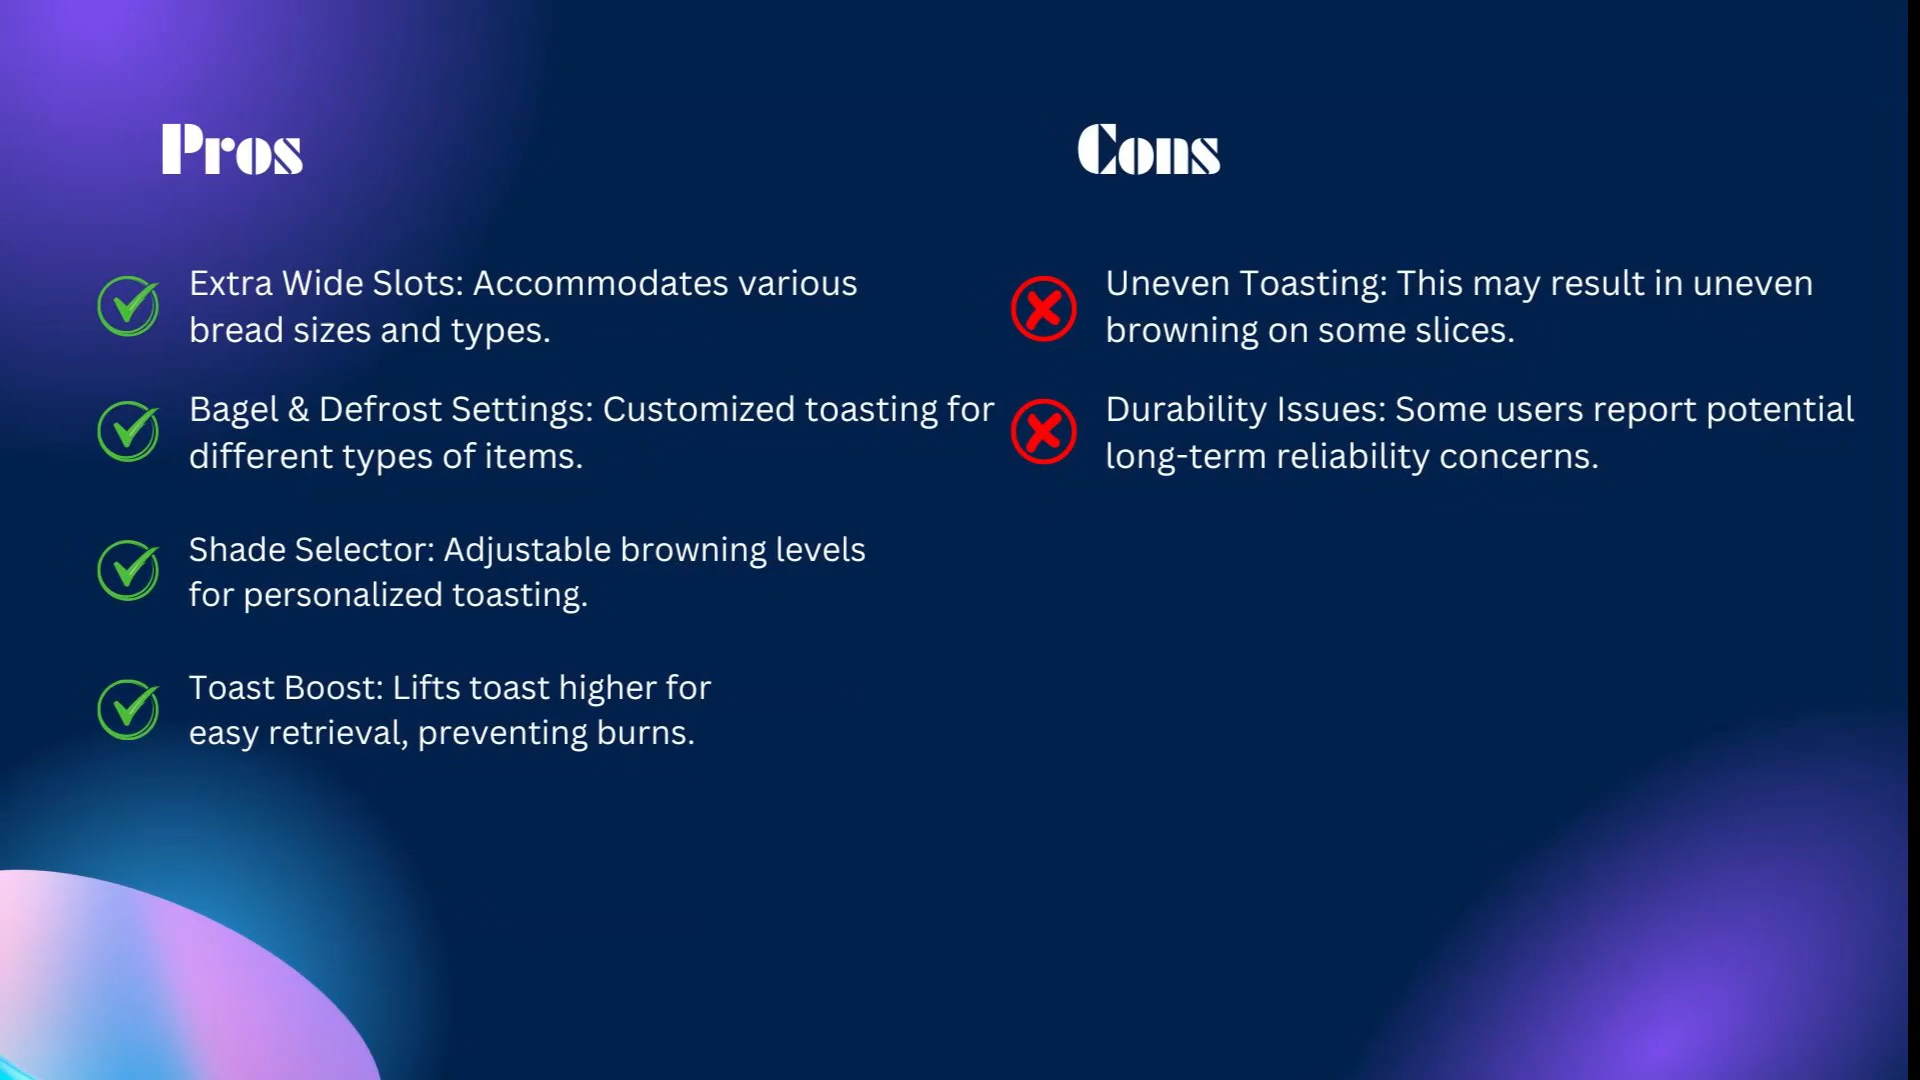 Pros
Extra Wide Slots: Accommodates various
bread sizes and types.
Bagel & Defrost Settings: Customized toasting for
different types of items.
Shade Selector: Adjustable browning levels
for personalized toasting.
Toast Boost: Lifts toast higher for
easy retrieval, preventing burns.
Cons
Uneven Toasting: This may result in uneven
browning on some slices.
Durability Issues: Some users report potential
long-term reliability concerns.